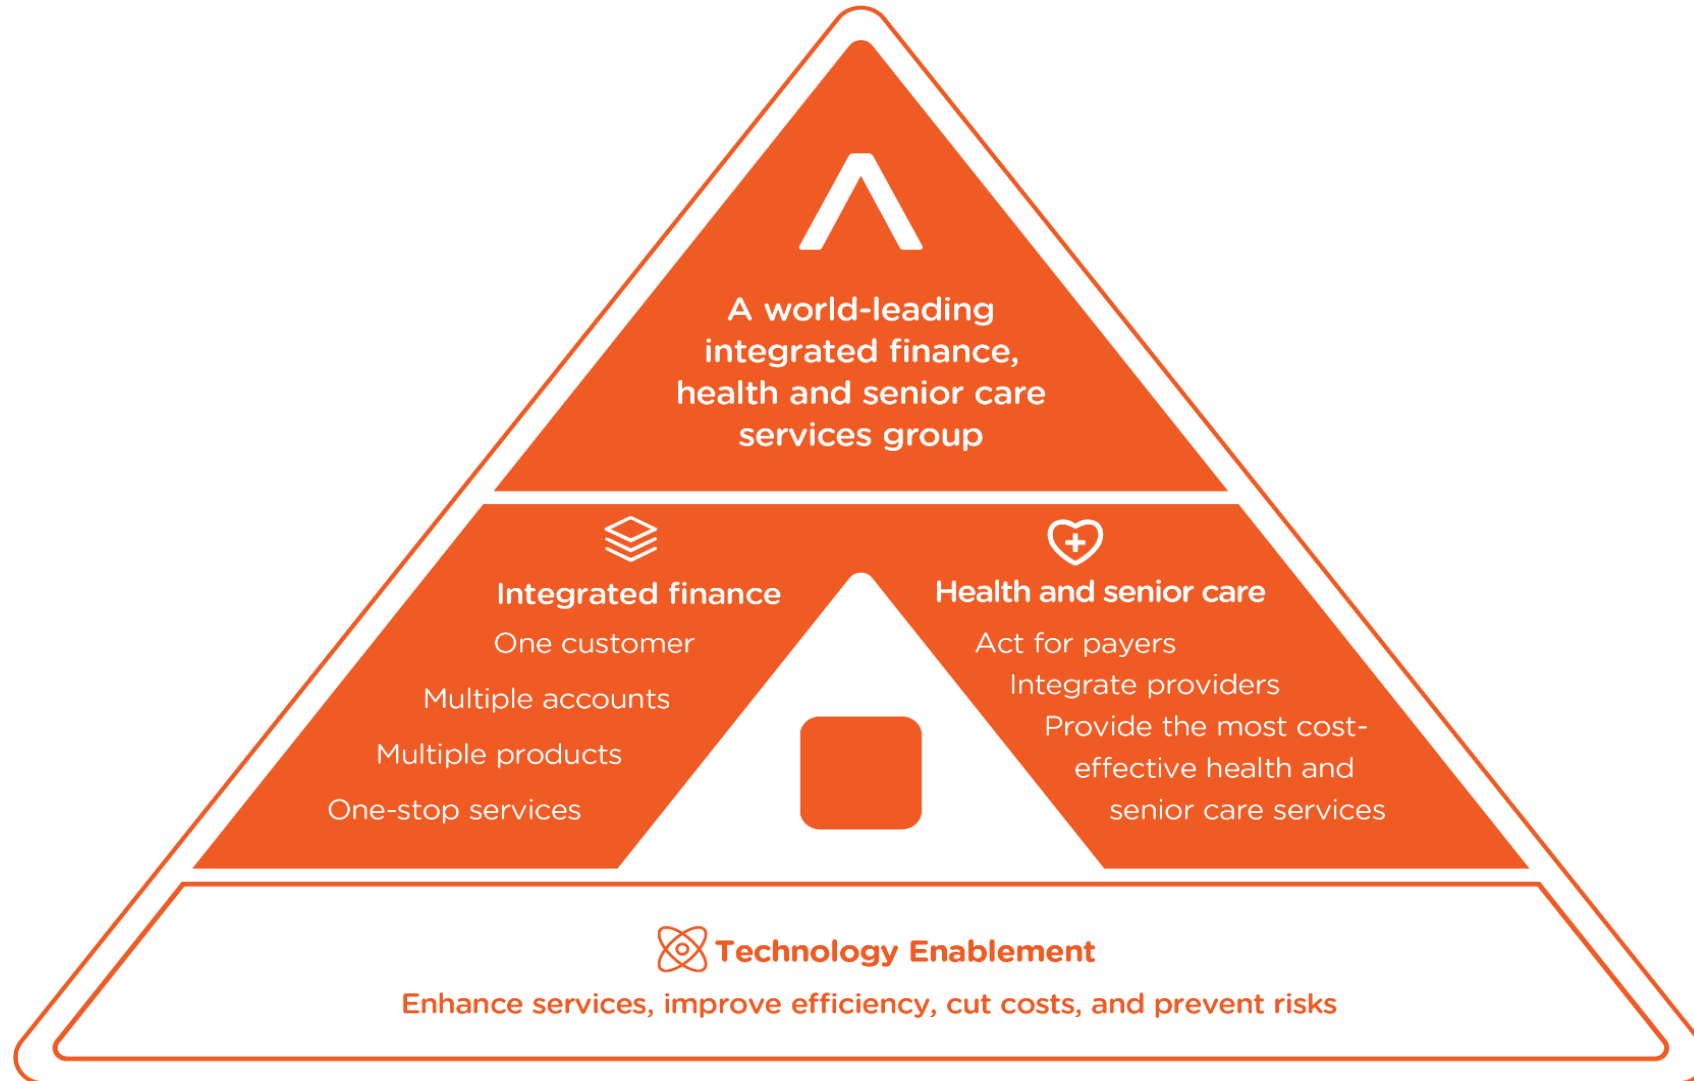 A world-leading
integrated finance,
health and senior care
services group
Integrated finance
One customer
Multiple accounts
Multiple products
One-stop services
Health and senior care
Act for payers
Integrate providers
Provide the most cost-
effective health and
senior care services
Technology Enablement
Enhance services, improve efficiency, cut costs, and prevent risks